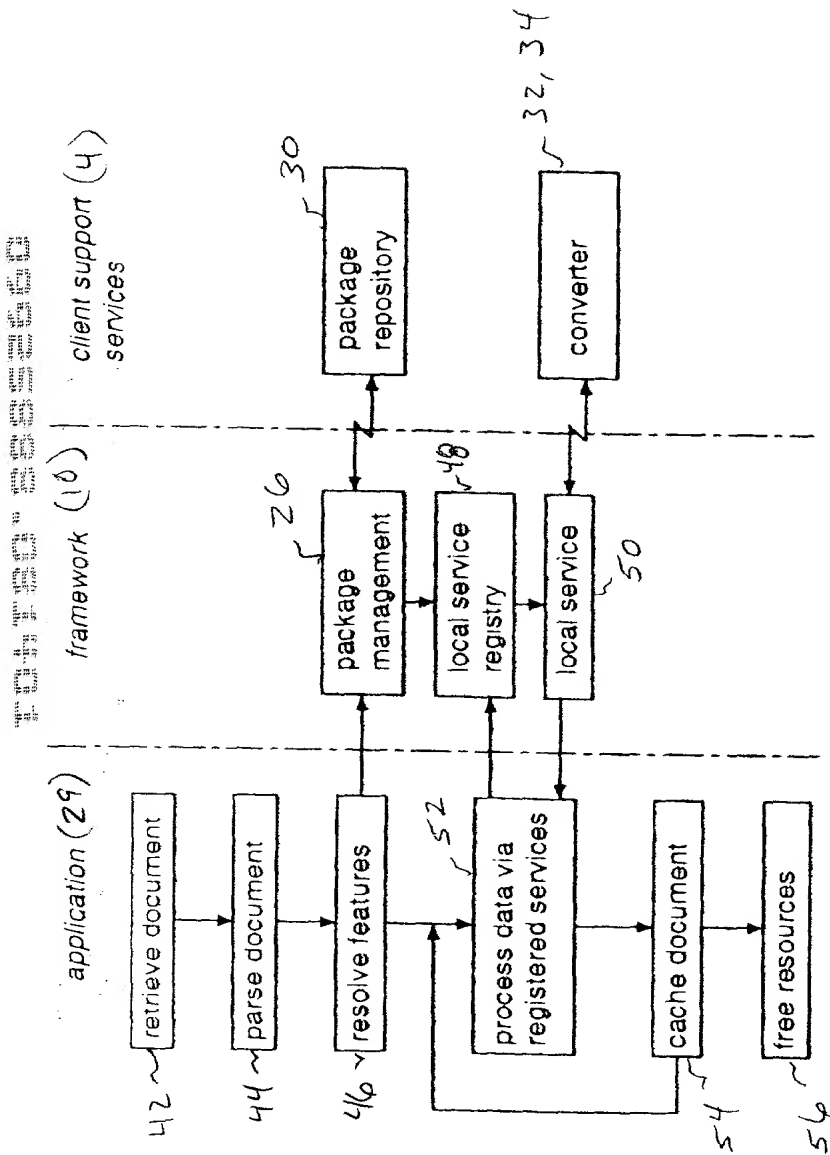 application (29)
framework (10)
client support (4)
services
42
retrieve document
44
parse document
46
resolve features
26
package
management
30
package
repository
52
process data via
registered services
48
local service
registry
local service
50
converter
32, 34
cache document
54
free resources
56